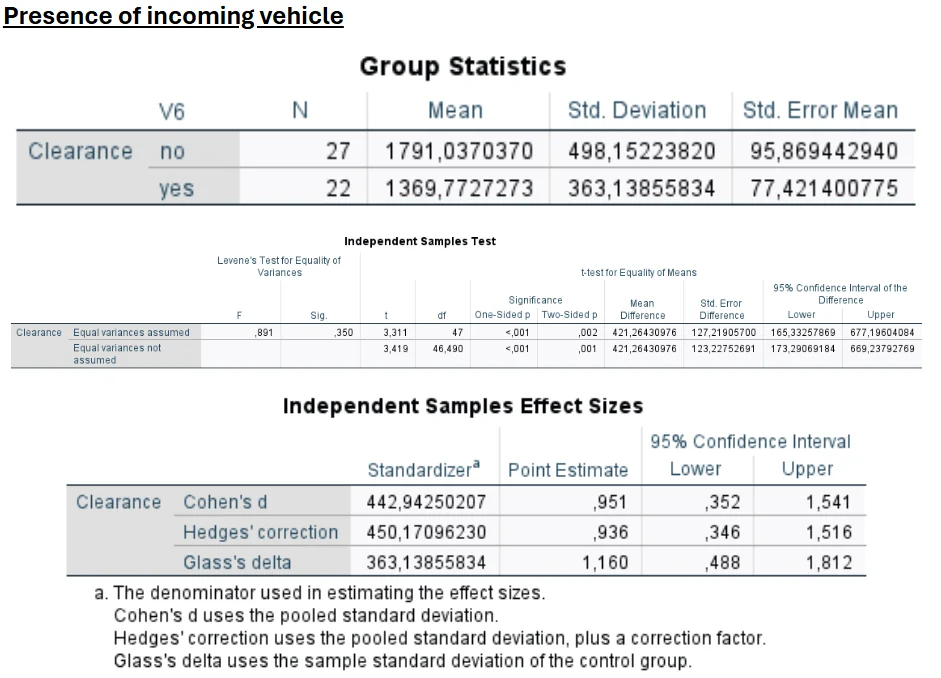 Presence of incoming vehicle
Group Statistics
V6 N Mean Std. Deviation Std. Error Mean
Clearance no 27 1791,0370370 498,15223820 95,869442940
yes 22 1369,7727273 363,13855834 77,421400775
Independent Samples Test
Levene's Test for Equality of
Variances
t-test for Equality of Means
95% Confidence Interval of the
Difference
Significance
Mean
Difference
Std. Error
Difference
F Sig. t df One-Sided p Two-Sided p Lower Upper
Clearance Equal variances assumed ,891 ,350 3,311 47 <,001 ,002 421,26430976 127,21905700 165,33257869 677,19604084
Equal variances not
assumed
3,419 46,490 <,001 ,001 421,26430976 123,22752691 173,29069184 669,23792769
Independent Samples Effect Sizes
95% Confidence Interval
Standardizerᵃ Point Estimate Lower Upper
Clearance Cohen's d 442,94250207 ,951 ,352 1,541
Hedges' correction 450,17096230 ,936 ,346 1,516
Glass's delta 363,13855834 1,160 ,488 1,812
a. The denominator used in estimating the effect sizes.
Cohen's d uses the pooled standard deviation.
Hedges' correction uses the pooled standard deviation, plus a correction factor.
Glass's delta uses the sample standard deviation of the control group.